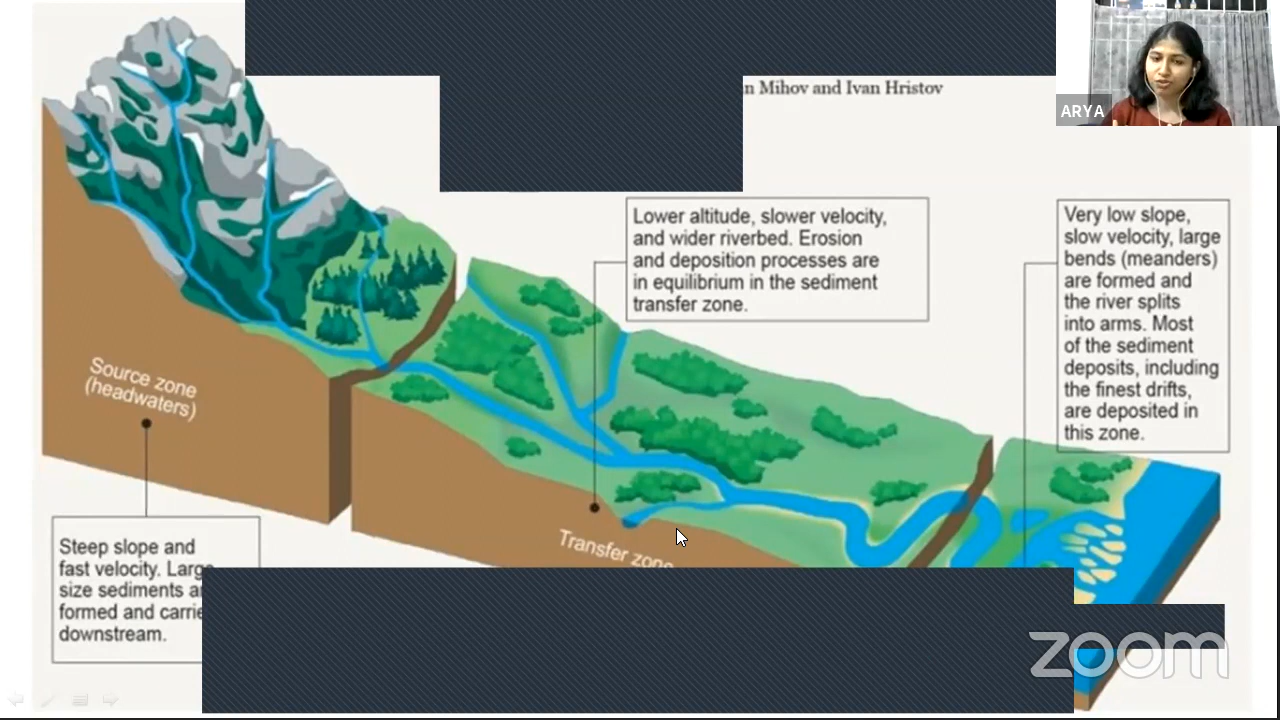 Mihov and Ivan Hristov
ARYA
Lower altitude, slower velocity,
and wider riverbed. Erosion
and deposition processes are
in equilibrium in the sediment
transfer zone.
Very low slope,
slow velocity, large
bends (meanders)
are formed and
the river splits
into arms. Most
of the sediment
deposits, including
the finest drifts,
are deposited in
this zone.
Source zone
(headwaters)
Steep slope and
fast velocity.
size sediments
formed and
downstream.
Transfer
zoom